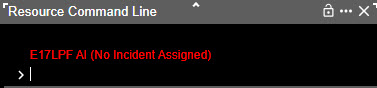 Resource Command Line
E17LPF AI (No Incident Assigned)
>